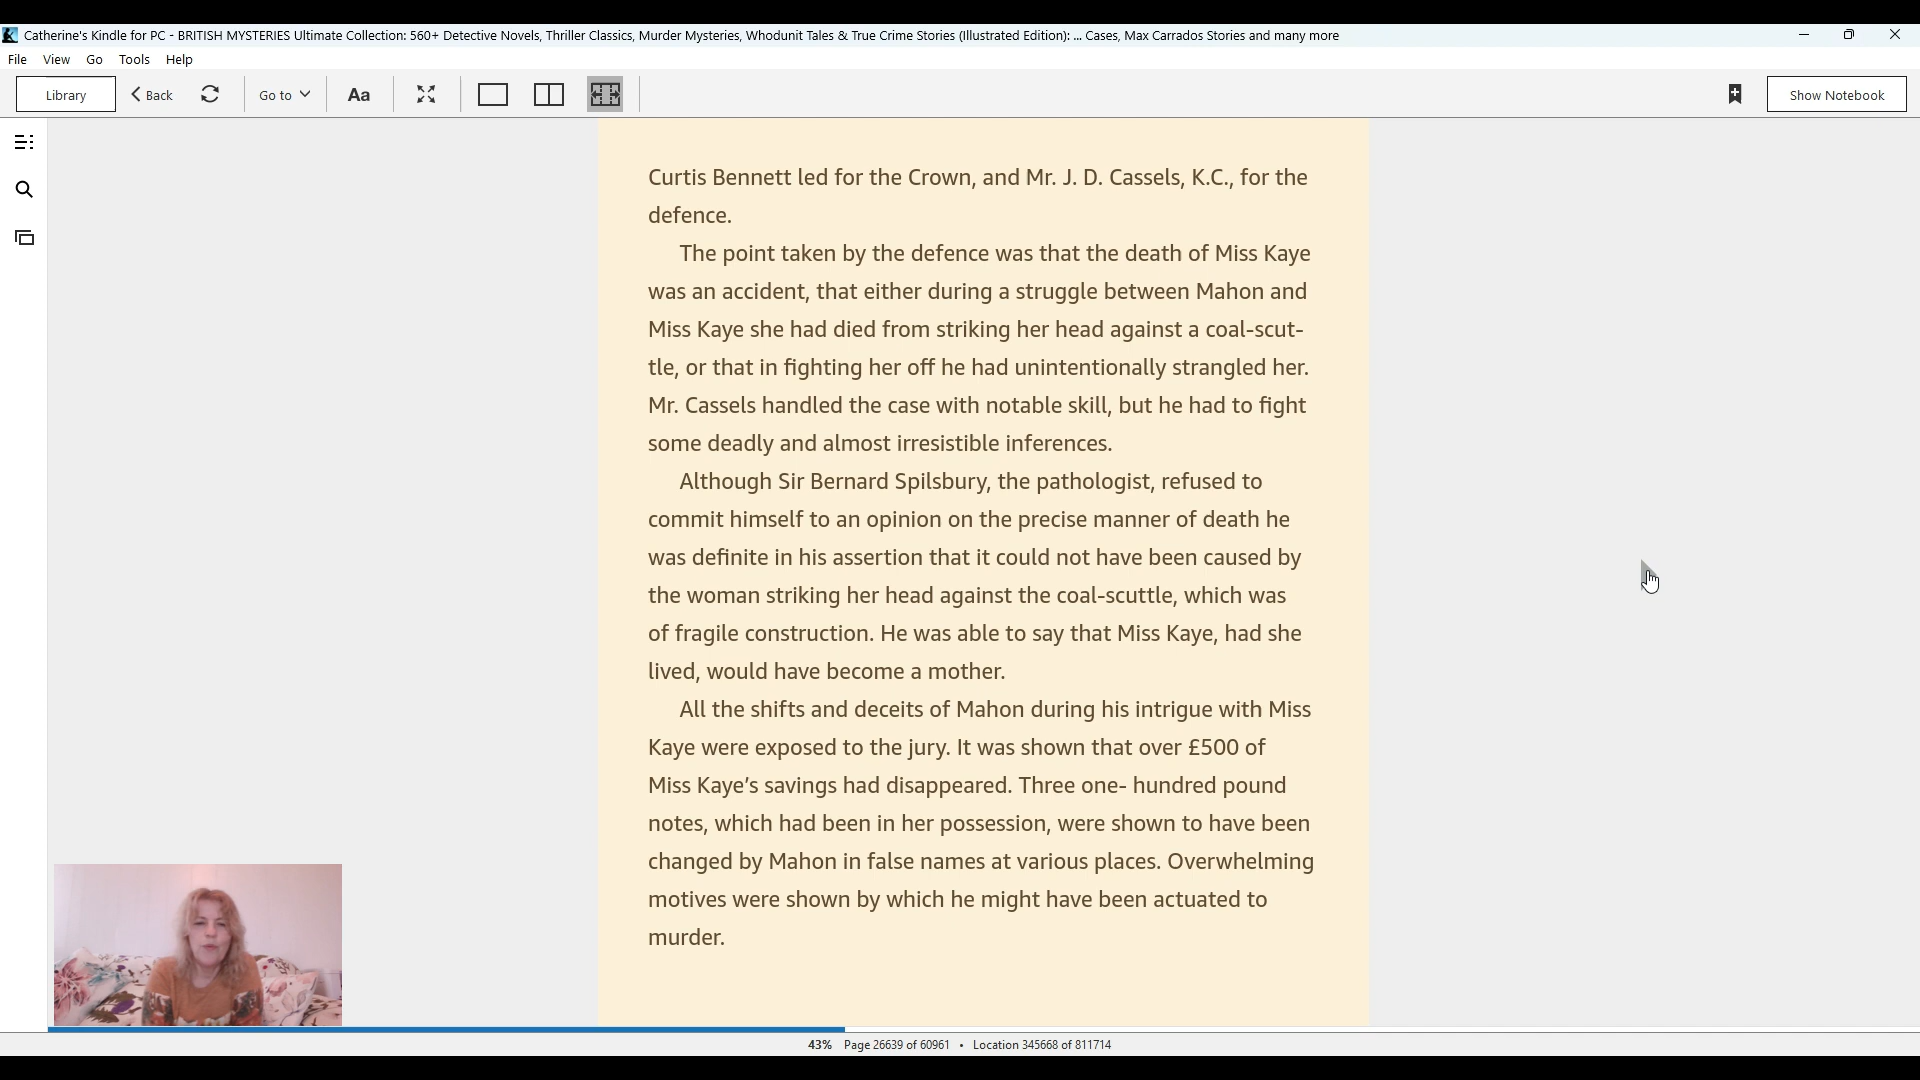 Catherine's Kindle for PC - BRITISH MYSTERIES Ultimate Collection: 560+ Detective Novels, Thriller Classics, Murder Mysteries, Whodunit Tales & True Crime Stories (Illustrated Edition): ... Cases, Max Carrados Stories and many more
File View Go Tools Help
Library Back Go to Aa Show Notebook
Curtis Bennett led for the Crown, and Mr. J. D. Cassels, K.C., for the
defence.
The point taken by the defence was that the death of Miss Kaye
was an accident, that either during a struggle between Mahon and
Miss Kaye she had died from striking her head against a coal-scut-
tle, or that in fighting her off he had unintentionally strangled her.
Mr. Cassels handled the case with notable skill, but he had to fight
some deadly and almost irresistible inferences.
Although Sir Bernard Spilsbury, the pathologist, refused to
commit himself to an opinion on the precise manner of death he
was definite in his assertion that it could not have been caused by
the woman striking her head against the coal-scuttle, which was
of fragile construction. He was able to say that Miss Kaye, had she
lived, would have become a mother.
All the shifts and deceits of Mahon during his intrigue with Miss
Kaye were exposed to the jury. It was shown that over £500 of
Miss Kaye’s savings had disappeared. Three one- hundred pound
notes, which had been in her possession, were shown to have been
changed by Mahon in false names at various places. Overwhelming
motives were shown by which he might have been actuated to
murder.
43% Page 26639 of 60961 • Location 345668 of 811714